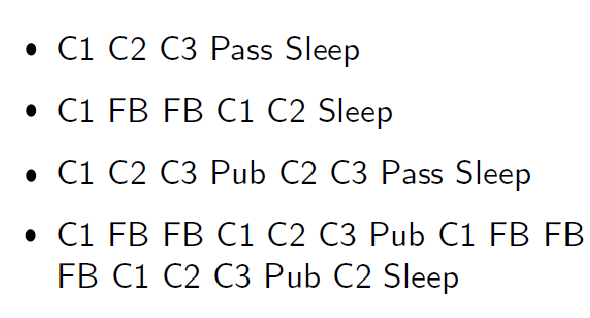 • C1 C2 C3 Pass Sleep
• C1 FB FB C1 C2 Sleep
• C1 C2 C3 Pub C2 C3 Pass Sleep
• C1 FB FB C1 C2 C3 Pub C1 FB FB
FB C1 C2 C3 Pub C2 Sleep